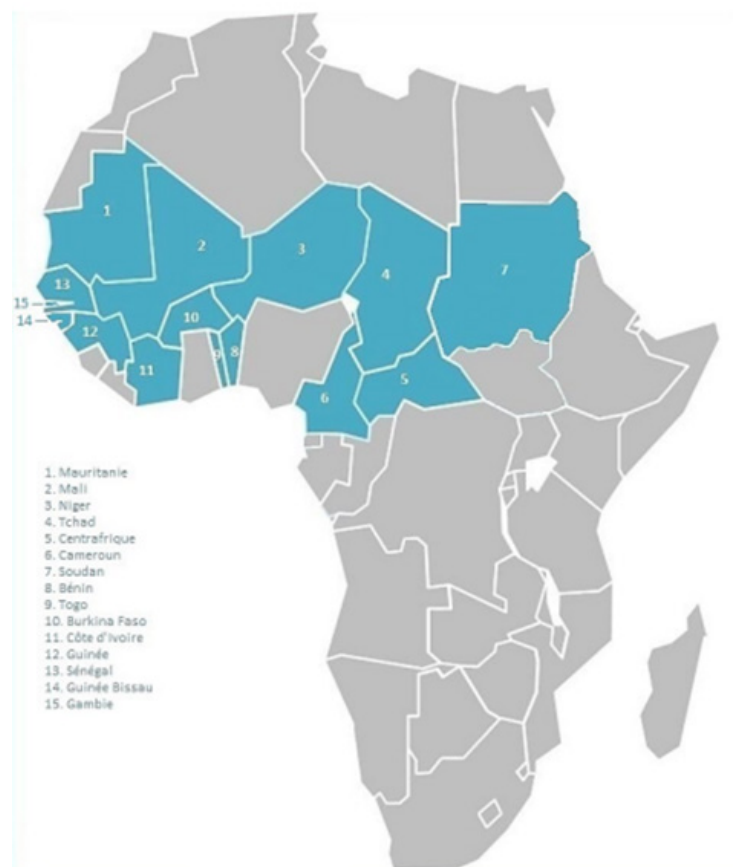 1
2
3
4
7
13
15
14
12
10
11
9
8
6
5
1. Mauritanie
2. Mali
3. Niger
4. Tchad
5. Centrafrique
6. Cameroun
7. Soudan
8. Bénin
9. Togo
10. Burkina Faso
11. Côte d'Ivoire
12. Guinée
13. Sénégal
14. Guinée Bissau
15. Gambie